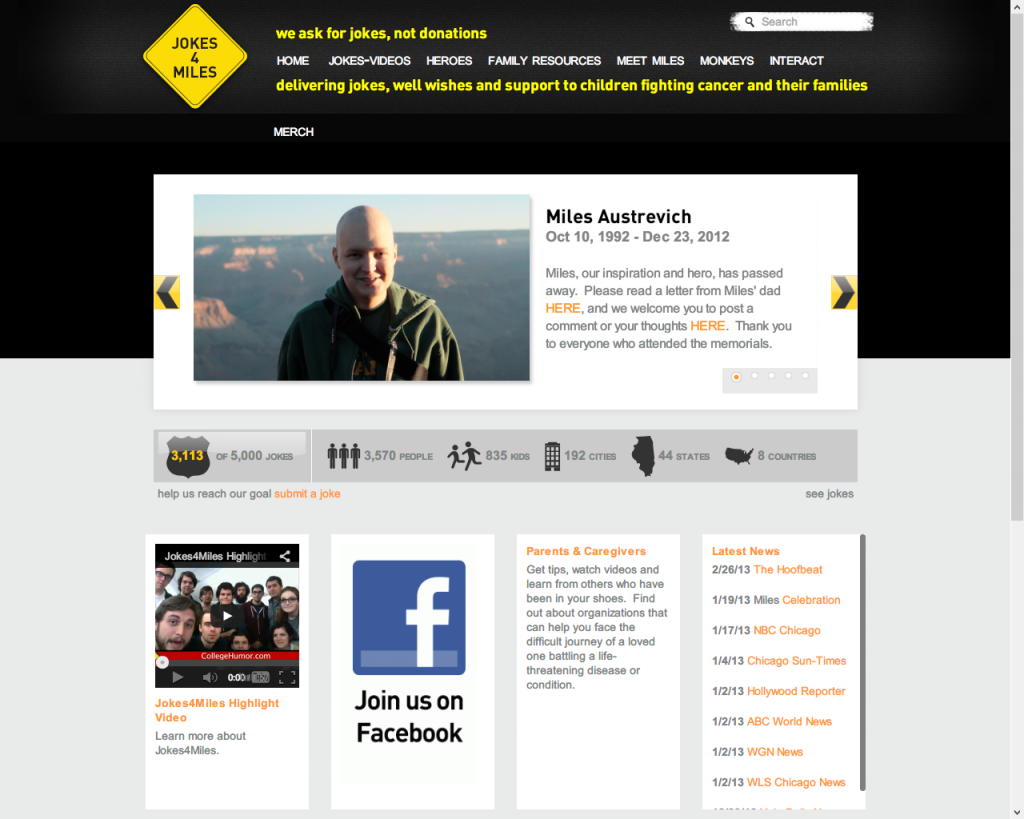 JOKES
4
MILES
we ask for jokes, not donations
Search
HOME JOKES-VIDEOS HEROES FAMILY RESOURCES MEET MILES MONKEYS INTERACT
delivering jokes, well wishes and support to children fighting cancer and their families
MERCH
Miles Austrevich
Oct 10, 1992 - Dec 23, 2012
Miles, our inspiration and hero, has passed
away. Please read a letter from Miles' dad
HERE, and we welcome you to post a
comment or your thoughts HERE. Thank you
to everyone who attended the memorials.
3,113 OF 5,000 JOKES
3,570 PEOPLE
835 KIDS
192 CITIES
44 STATES
8 COUNTRIES
help us reach our goal submit a joke
see jokes
Jokes4Miles Highlight
CollegeHumor.com
Jokes4Miles Highlight
Video
Learn more about
Jokes4Miles.
f
Join us on
Facebook
Parents & Caregivers
Get tips, watch videos and
learn from others who have
been in your shoes. Find
out about organizations that
can help you face the
difficult journey of a loved
one battling a life-
threatening disease or
condition.
Latest News
2/26/13 The Hoofbeat
1/19/13 Miles Celebration
1/17/13 NBC Chicago
1/4/13 Chicago Sun-Times
1/2/13 Hollywood Reporter
1/2/13 ABC World News
1/2/13 WGN News
1/2/13 WLS Chicago News